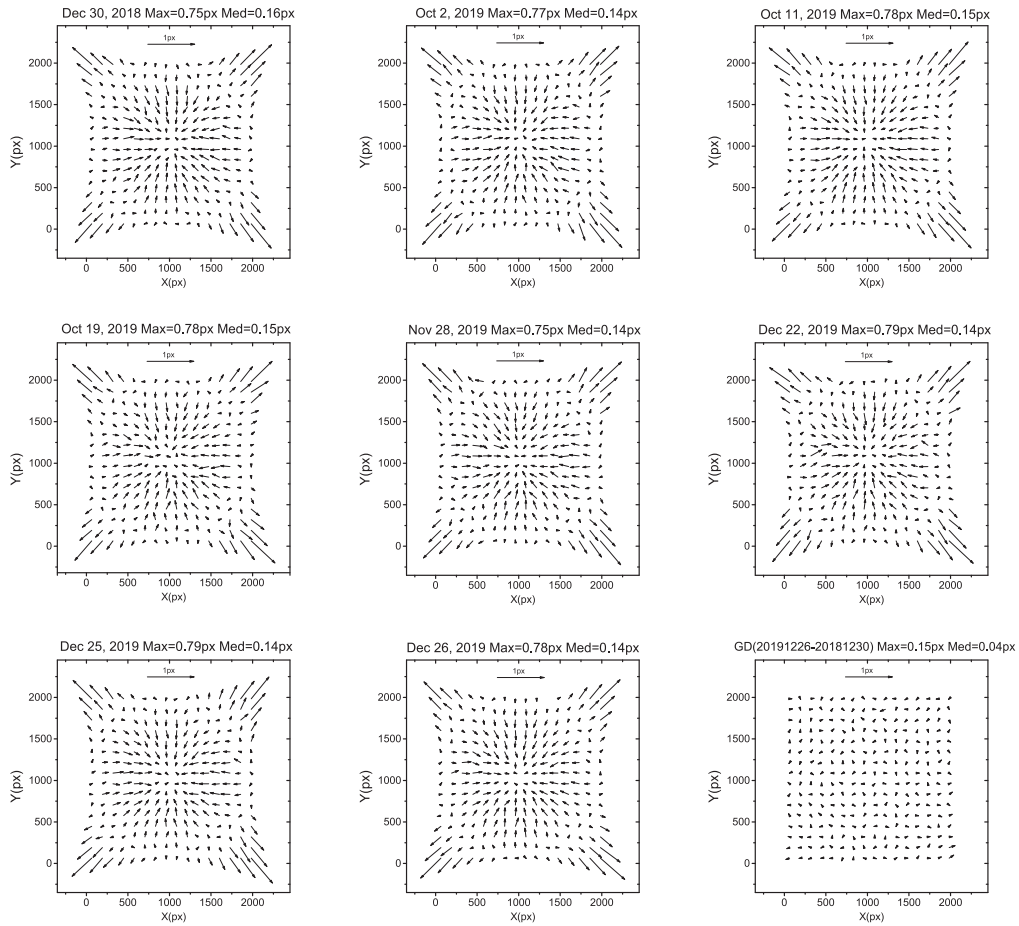 Dec 30, 2018 Max=0.75px Med=0.16px
1px
Y(px)
2000
1500
1000
500
0
0 500 1000 1500 2000
X(px)
Oct 2, 2019 Max=0.77px Med=0.14px
1px
Y(px)
2000
1500
1000
500
0
0 500 1000 1500 2000
X(px)
Oct 11, 2019 Max=0.78px Med=0.15px
1px
Y(px)
2000
1500
1000
500
0
0 500 1000 1500 2000
X(px)
Oct 19, 2019 Max=0.78px Med=0.15px
1px
Y(px)
2000
1500
1000
500
0
0 500 1000 1500 2000
X(px)
Nov 28, 2019 Max=0.75px Med=0.14px
1px
Y(px)
2000
1500
1000
500
0
0 500 1000 1500 2000
X(px)
Dec 22, 2019 Max=0.79px Med=0.14px
1px
Y(px)
2000
1500
1000
500
0
0 500 1000 1500 2000
X(px)
Dec 25, 2019 Max=0.79px Med=0.14px
1px
Y(px)
2000
1500
1000
500
0
0 500 1000 1500 2000
X(px)
Dec 26, 2019 Max=0.78px Med=0.14px
1px
Y(px)
2000
1500
1000
500
0
0 500 1000 1500 2000
X(px)
GD(20191226-20181230) Max=0.15px Med=0.04px
1px
Y(px)
2000
1500
1000
500
0
0 500 1000 1500 2000
X(px)